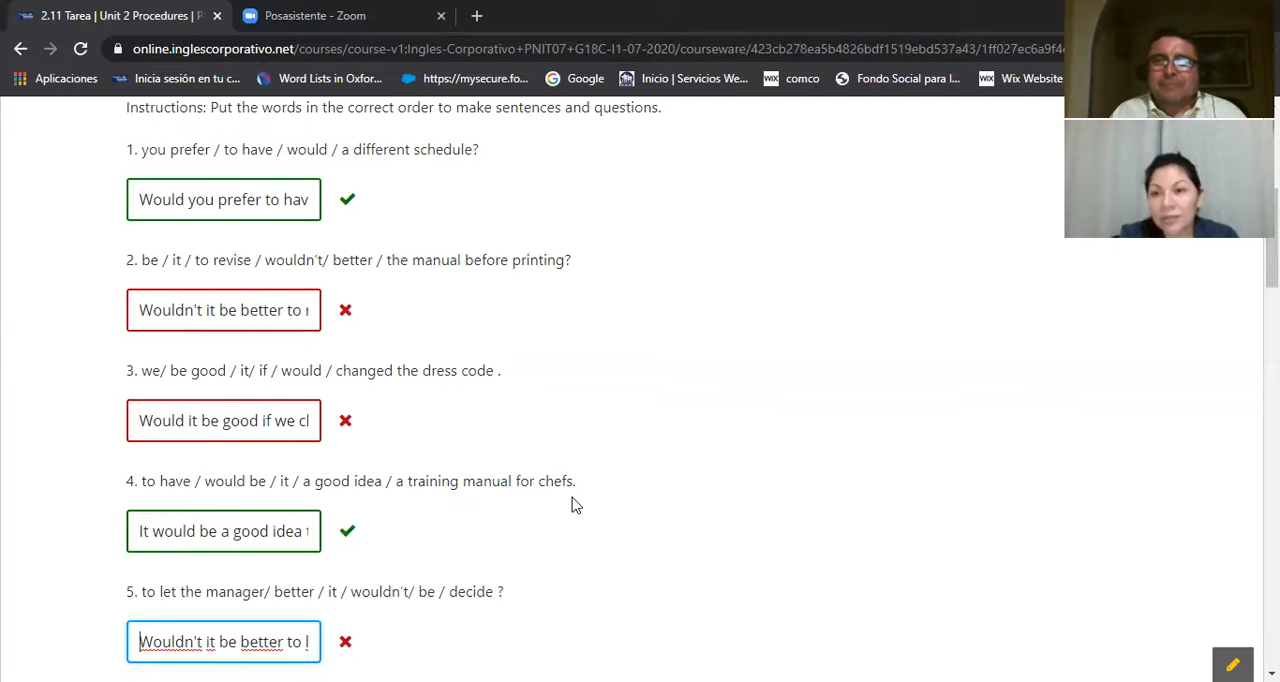 2.11 Tarea | Unit 2 Procedures |
Posasistente - Zoom
online.inglescorporativo.net/courses/course-v1:Ingles-Corporativo+PNIT07+G18C-I1-07-2020/courseware/423cb278ea5b4826bdf1519ebd537a43/1ff027ec6a9f4
Aplicaciones
Inicia sesión en tu c...
Word Lists in Oxfor...
https://mysecure.fo...
Google
Inicio | Servicios We...
WIX
comco
Fondo Social para l...
WIX
Wix Website
Instructions: Put the words in the correct order to make sentences and questions.
1. you prefer / to have / would / a different schedule?
Would you prefer to hav
2. be / it / to revise / wouldn't/ better / the manual before printing?
Wouldn't it be better to
3. we/ be good / it/ if / would / changed the dress code .
Would it be good if we cl
4. to have / would be / it / a good idea / a training manual for chefs.
It would be a good idea
5. to let the manager/ better / it / wouldn´t/ be / decide ?
Wouldn't it be better to l